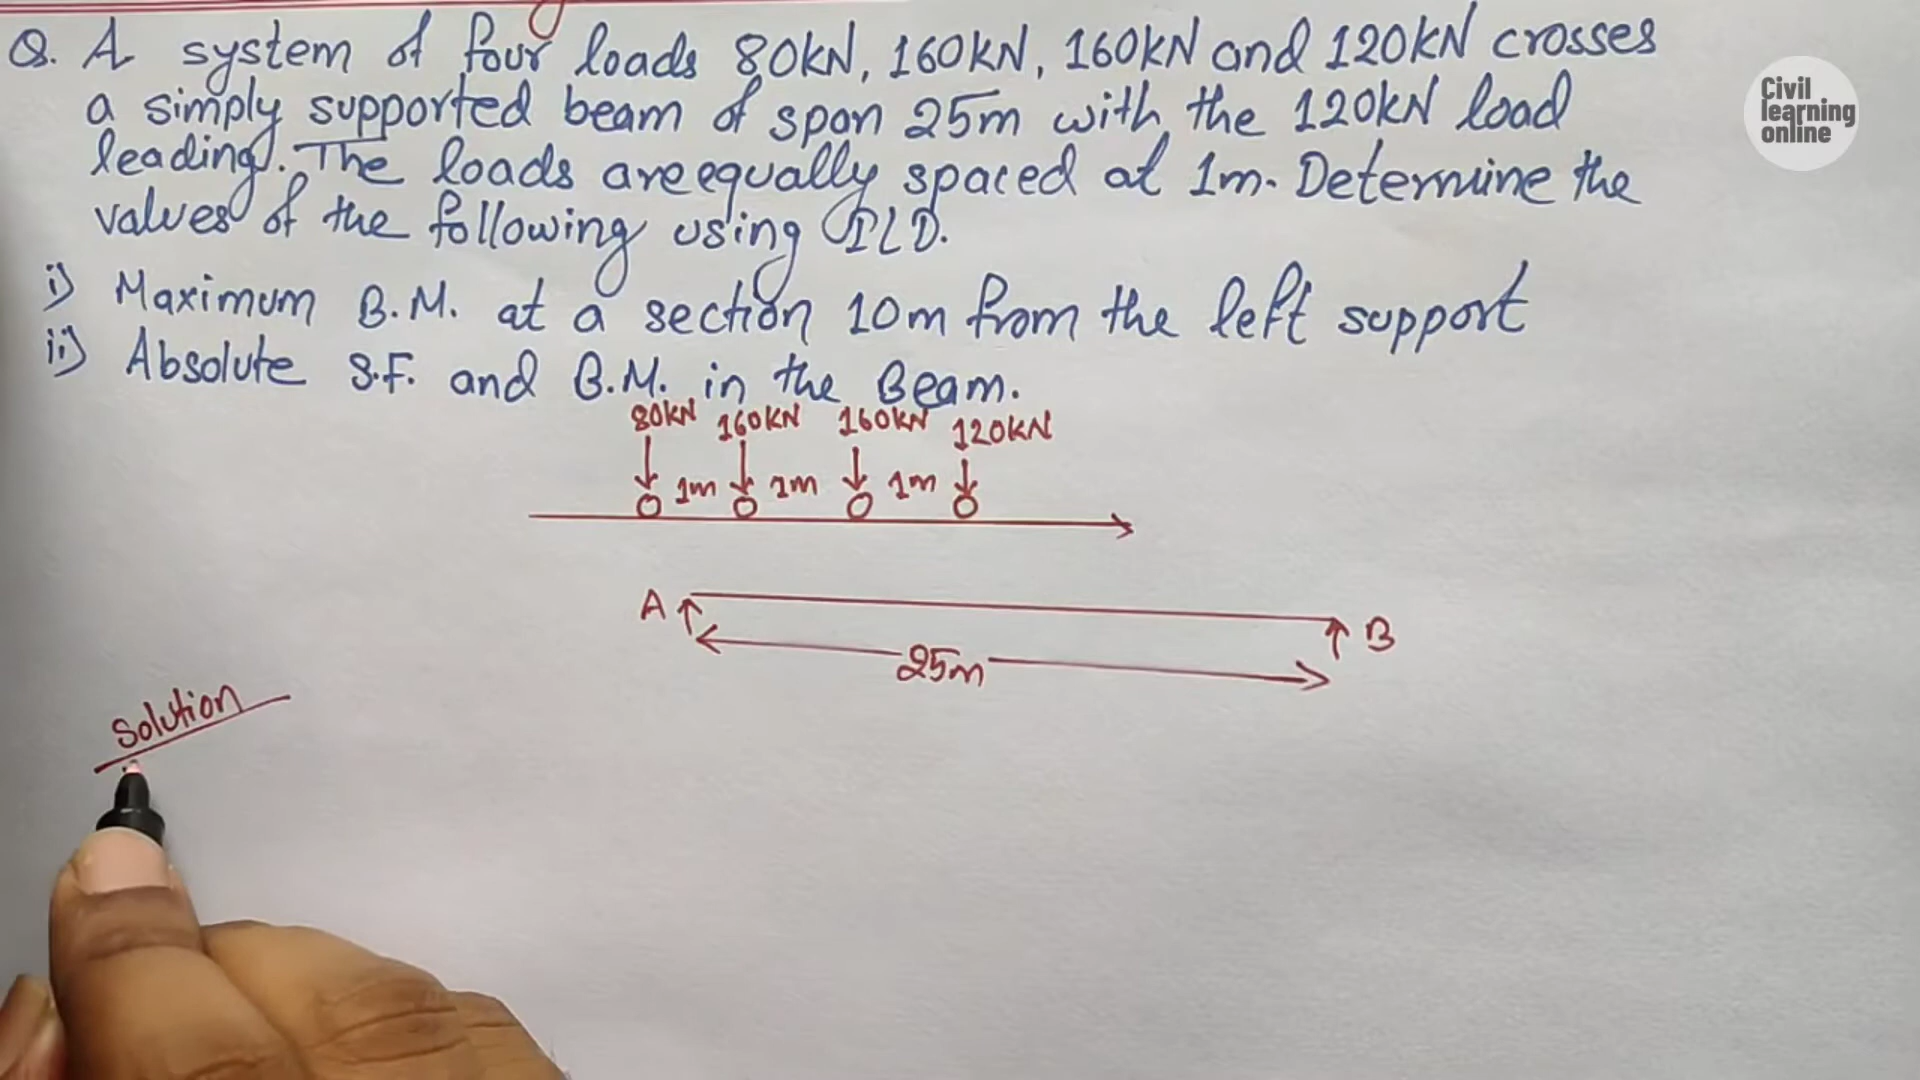 Q. A system of four loads 80kN, 160kN, 160kN and 120kN crosses
a simply supported beam of span 25m with the 120kN load
leading. The loads are equally spaced at 1m. Determine the
values of the following using ILD.
i) Maximum B.M. at a section 10m from the left support
ii) Absolute S.F. and B.M. in the Beam.
80kN 160kN 160kN 120kN
1m 1m 1m
A B
25m
Solution
Civil
learning
online